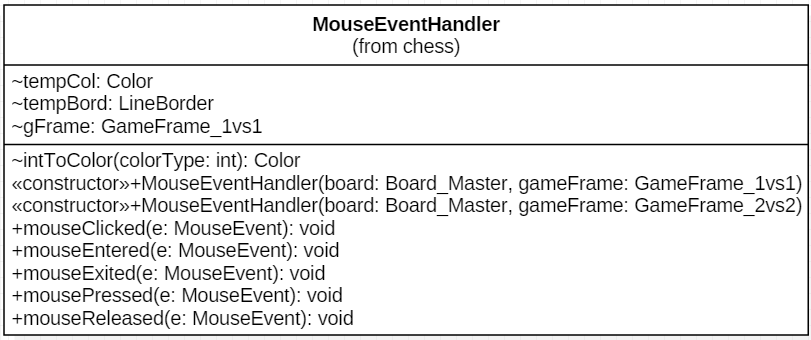 MouseEventHandler
(from chess)
~tempCol: Color
~tempBord: LineBorder
~gFrame: GameFrame_1vs1
~intToColor(colorType: int): Color
«constructor»+MouseEventHandler(board: Board_Master, gameFrame: GameFrame_1vs1)
«constructor»+MouseEventHandler(board: Board_Master, gameFrame: GameFrame_2vs2)
+mouseClicked(e: MouseEvent): void
+mouseEntered(e: MouseEvent): void
+mouseExited(e: MouseEvent): void
+mousePressed(e: MouseEvent): void
+mouseReleased(e: MouseEvent): void